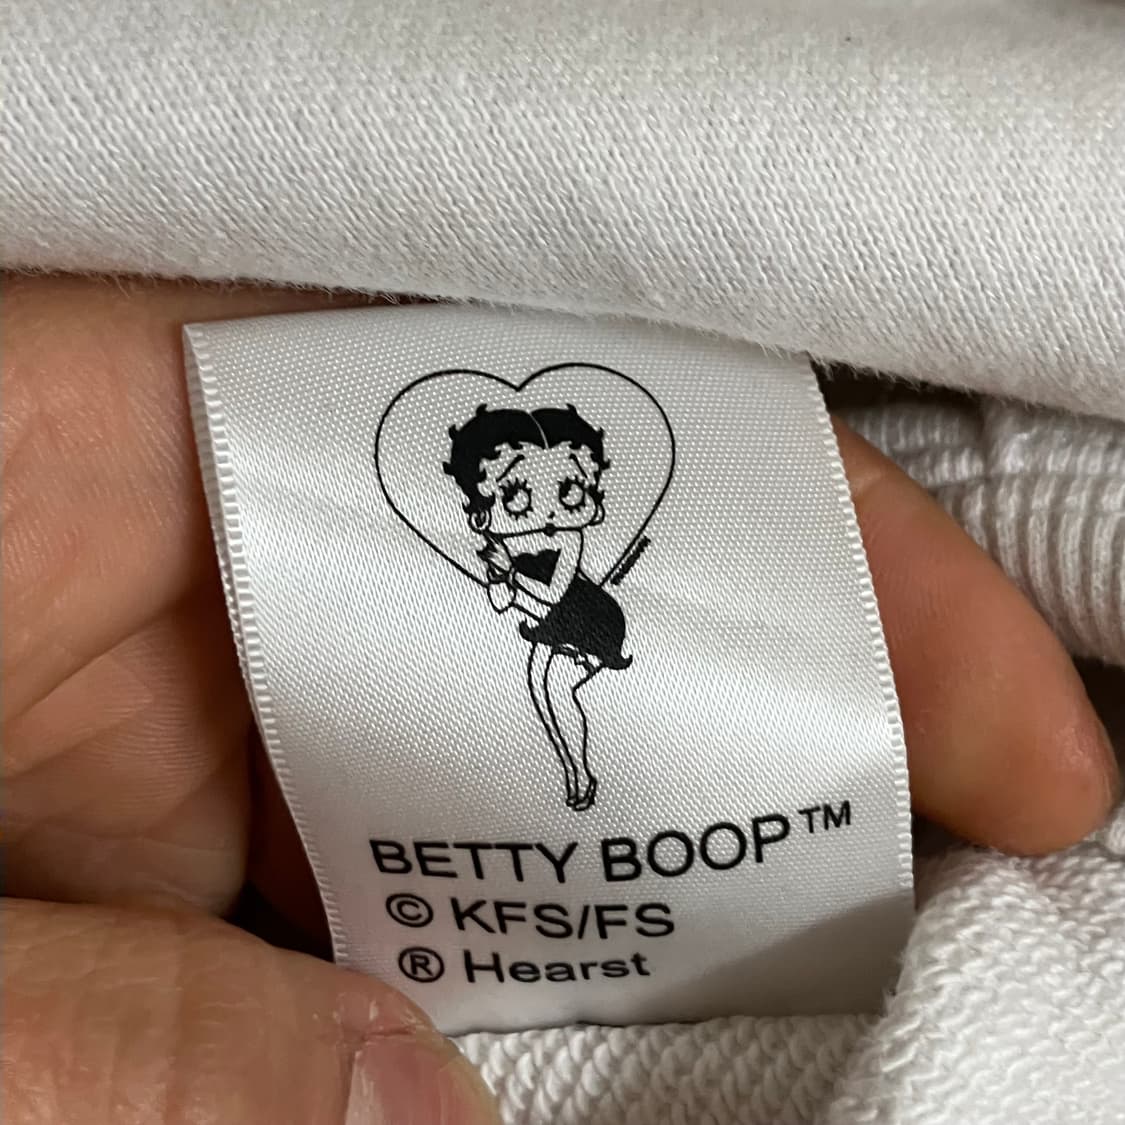 BETTY BOOP™
© KFS/FS
® Hearst